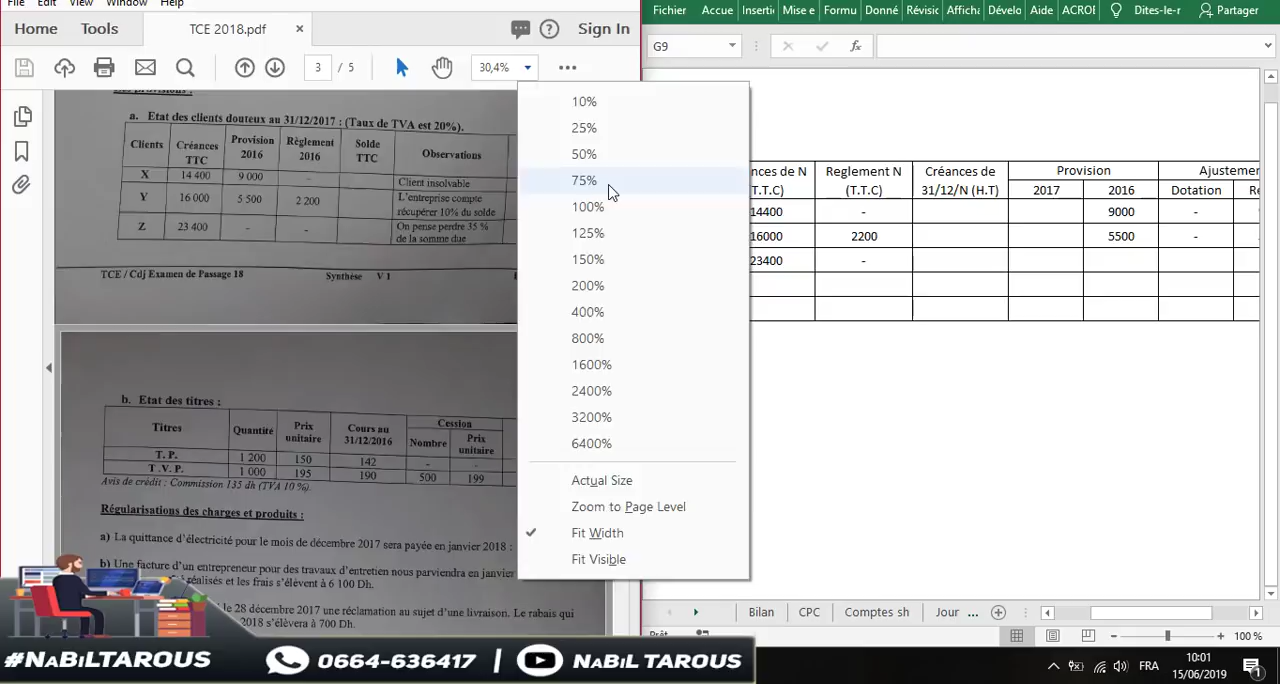 File Edit View Window Help
Home Tools TCE 2018.pdf × Sign In
3 / 5 30,4%
a. Etat des clients douteux au 31/12/2017 : (Taux de TVA est 20%).
Clients Créances TTC Provision 2016 Règlement 2016 Solde TTC Observations
X 14 400 9 000 - Client insolvable
Y 16 000 5 500 2 200 L'entreprise compte récupérer 10% du solde
Z 23 400 - - On pense perdre 35 % de la somme due
TCE / Cdj Examen de Passage 18 Synthèse V 1
b. Etat des titres :
Titres Quantité Prix unitaire Cours au 31/12/2016 Cession
Nombre Prix unitaire
T. P. 1 200 150 142 - -
T .V. P. 1 000 195 190 500 199
Avis de crédit : Commission 135 dh (TVA 10 %).
Régularisations des charges et produits :
a) La quittance d'électricité pour le mois de décembre 2017 sera payée en janvier 2018 :
b) Une facture d'un entrepreneur pour des travaux d'entretien nous parviendra en janvier
réalisés et les frais s'élèvent à 6 100 Dh.
le 28 décembre 2017 une réclamation au sujet d'une livraison. Le rabais qui
2018 s'élèvera à 700 Dh.
10%
25%
50%
75%
100%
125%
150%
200%
400%
800%
1600%
2400%
3200%
6400%
Actual Size
Zoom to Page Level
Fit Width
Fit Visible
Fichier Accue Inserti Mise e Formu Donné Révisic Affich Dévelo Aide ACROE Dites-le-r Partager
G9 fx
nces de N (T.T.C) Reglement N (T.T.C) Créances de 31/12/N (H.T) Provision Ajusteme
2017 2016 Dotation Re
14400 - 9000 -
16000 2200 5500 -
23400 -
Bilan CPC Comptes sh Jour ...
Prêt 100 %
#NABILTAROUS 0664-636417 | NABIL TAROUS
FRA 10:01
15/06/2019
1